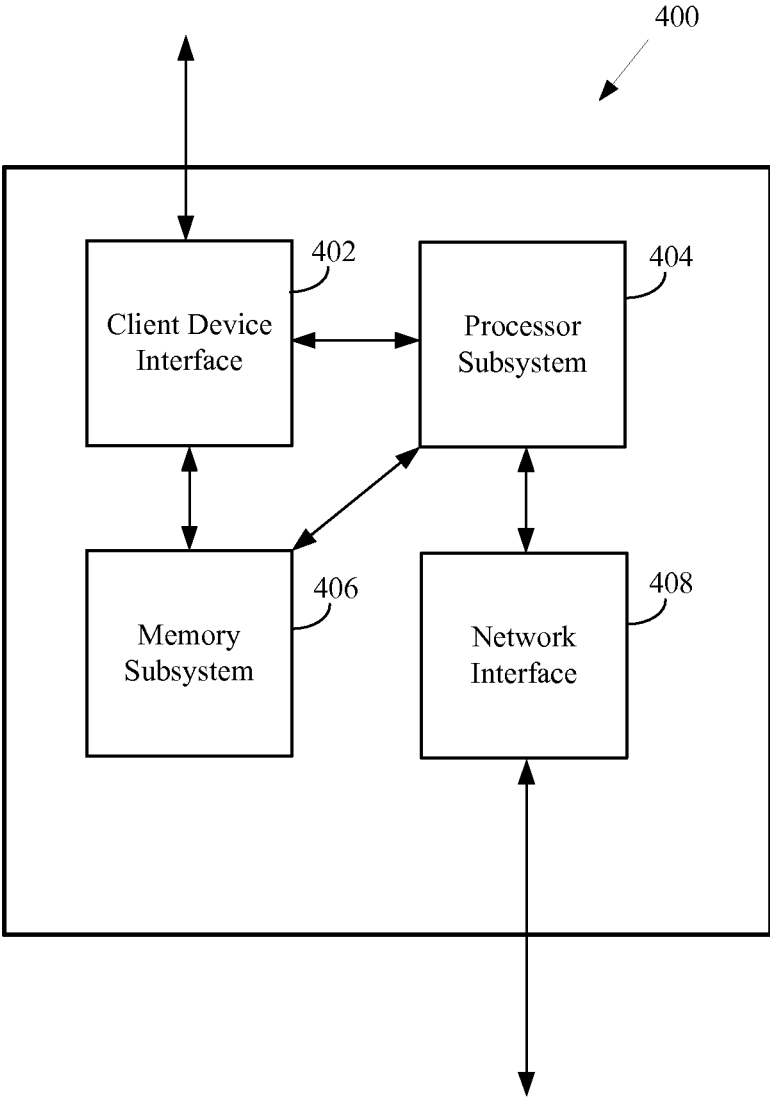 400
402
404
Client Device
Interface
Processor
Subsystem
406
408
Memory
Subsystem
Network
Interface